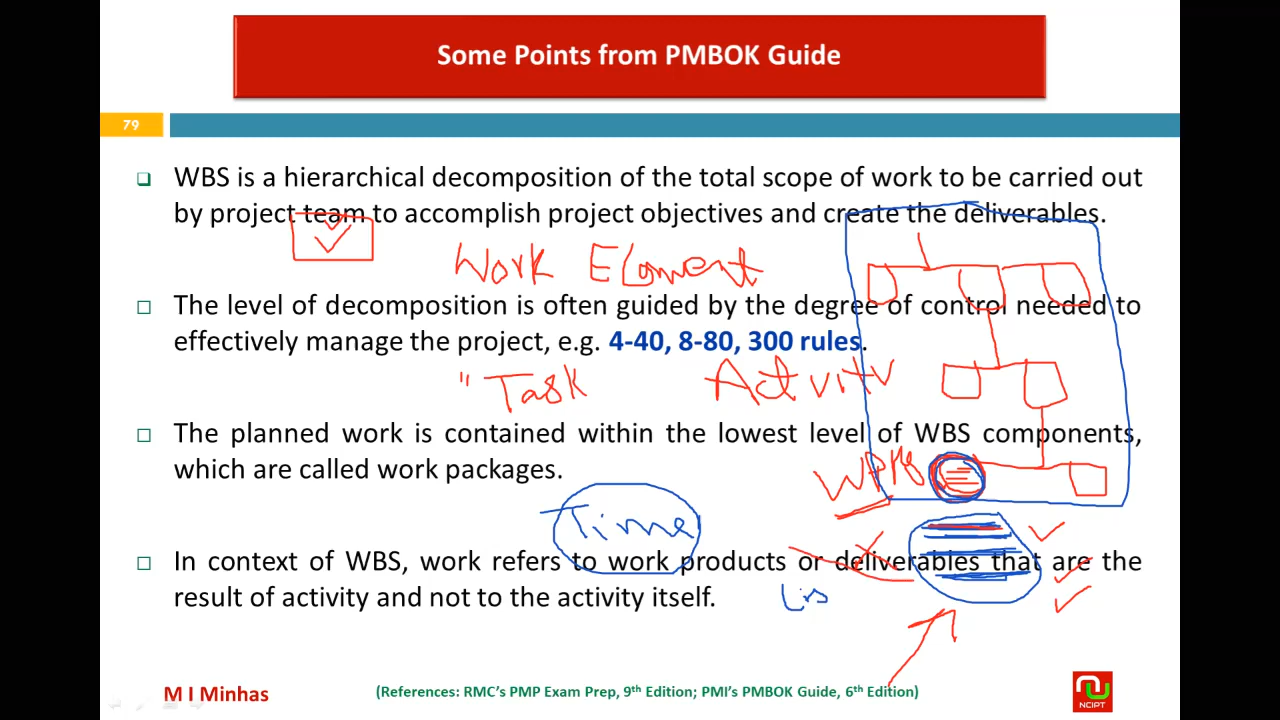 Some Points from PMBOK Guide
79
WBS is a hierarchical decomposition of the total scope of work to be carried out
by project team to accomplish project objectives and create the deliverables.
Work Element
The level of decomposition is often guided by the degree of control needed to
effectively manage the project, e.g. 4-40, 8-80, 300 rules.
" Task Activity
The planned work is contained within the lowest level of WBS components,
which are called work packages.
Time
In context of WBS, work refers to work products or deliverables that are the
result of activity and not to the activity itself.
Lis
M I Minhas
(References: RMC's PMP Exam Prep, 9th Edition; PMI's PMBOK Guide, 6th Edition)
NCIPT